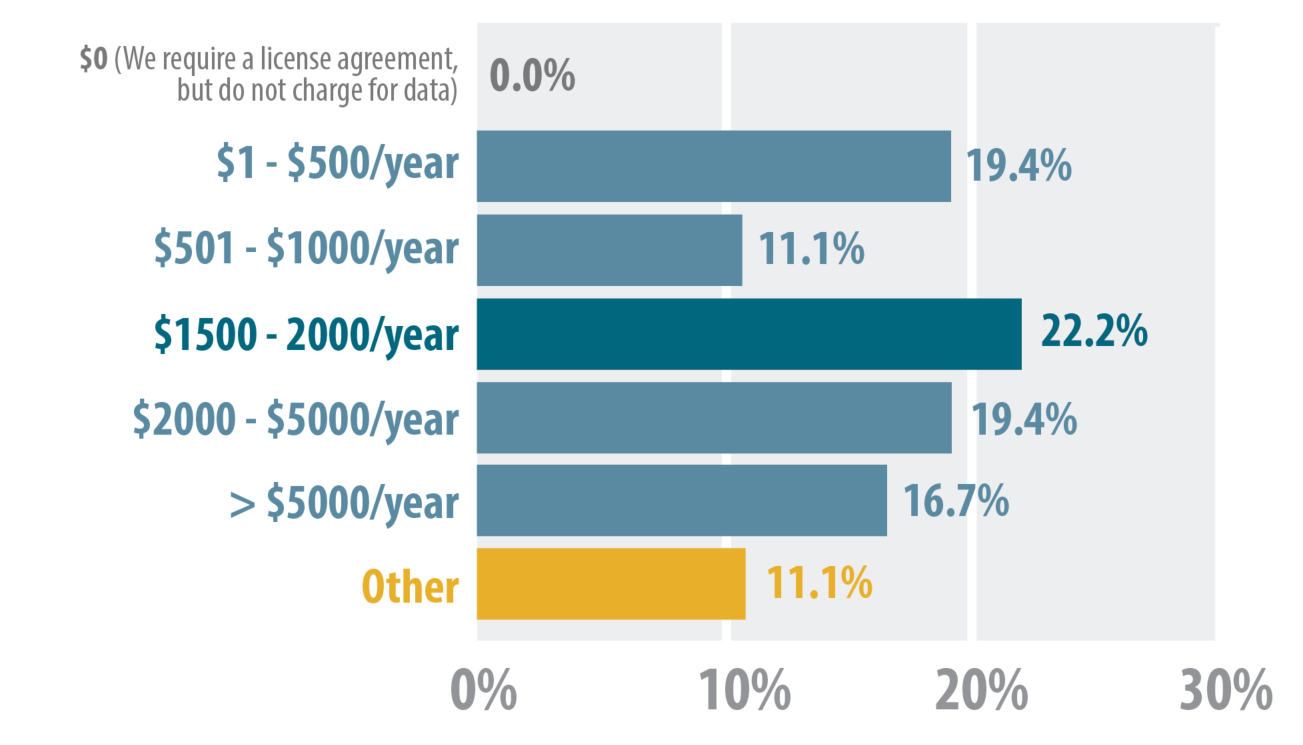 $0 (We require a license agreement,
but do not charge for data)
0.0%
$1 - $500/year
19.4%
$501 - $1000/year
11.1%
$1500 - 2000/year
22.2%
$2000 - $5000/year
19.4%
> $5000/year
16.7%
Other
11.1%
0%
10%
20%
30%